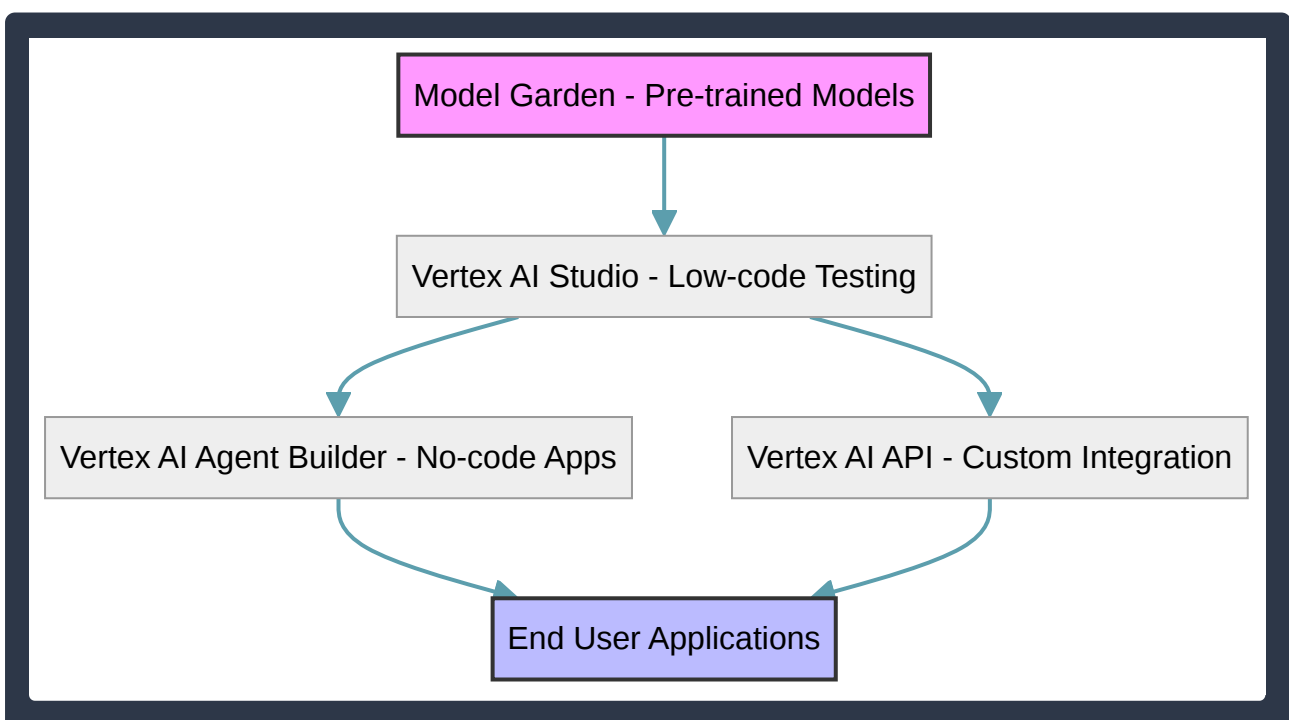 Model Garden - Pre-trained Models
Vertex AI Studio - Low-code Testing
Vertex AI Agent Builder - No-code Apps
Vertex AI API - Custom Integration
End User Applications